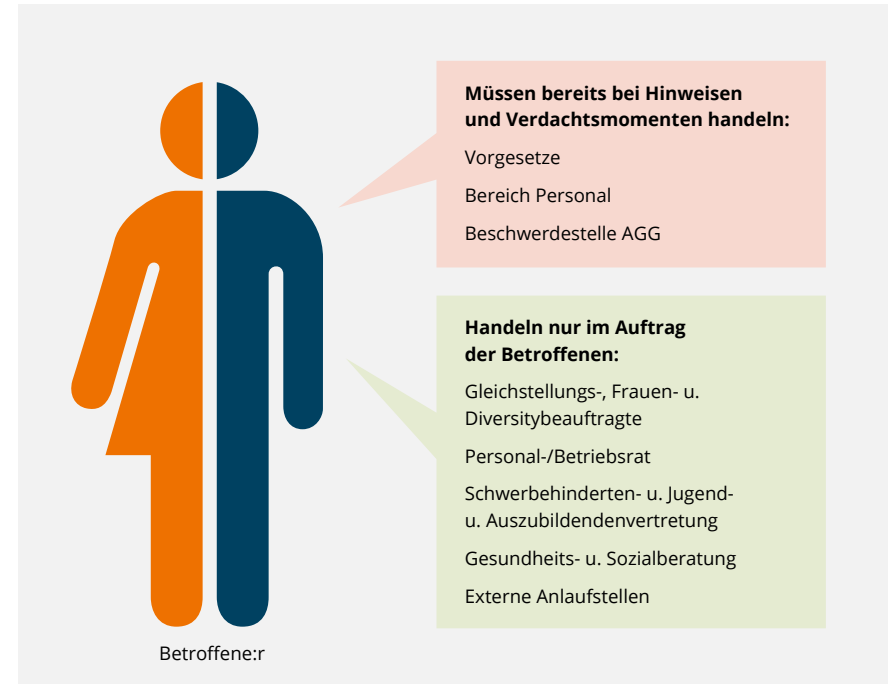 Müssen bereits bei Hinweisen
und Verdachtsmomenten handeln:
Vorgesetze
Bereich Personal
Beschwerdestelle AGG
Handeln nur im Auftrag
der Betroffenen:
Gleichstellungs-, Frauen- u.
Diversitybeauftragte
Personal-/Betriebsrat
Schwerbehinderten- u. Jugend-
u. Auszubildendenvertretung
Gesundheits- u. Sozialberatung
Externe Anlaufstellen
Betroffene:r